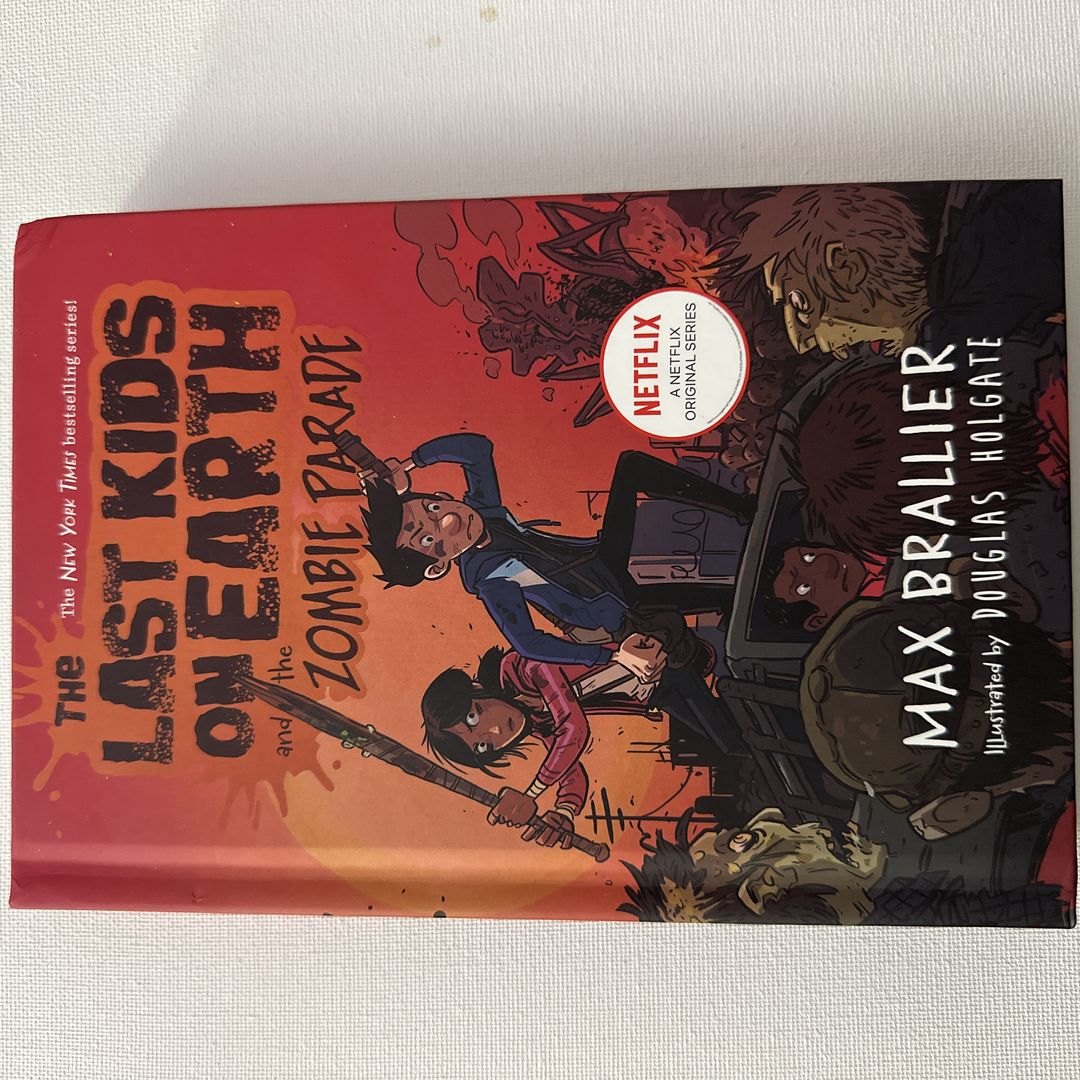 The NEW YORK TIMES bestselling series!
THE
LAST KIDS
ON EARTH
and the
ZOMBIE PARADE
NETFLIX
A NETFLIX
ORIGINAL SERIES
MAX BRALLIER
Illustrated by DOUGLAS HOLGATE